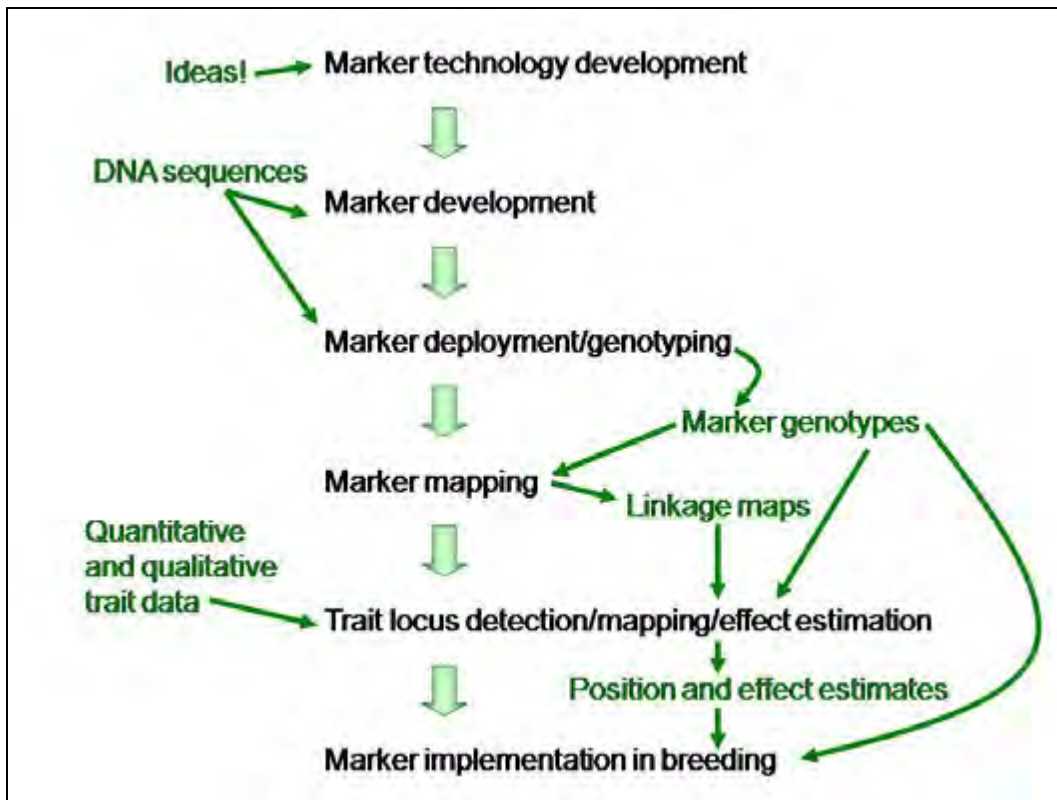 Ideas!
Marker technology development
DNA sequences
Marker development
Marker deployment/genotyping
Marker genotypes
Marker mapping
Linkage maps
Quantitative
and qualitative
trait data
Trait locus detection/mapping/effect estimation
Position and effect estimates
Marker implementation in breeding